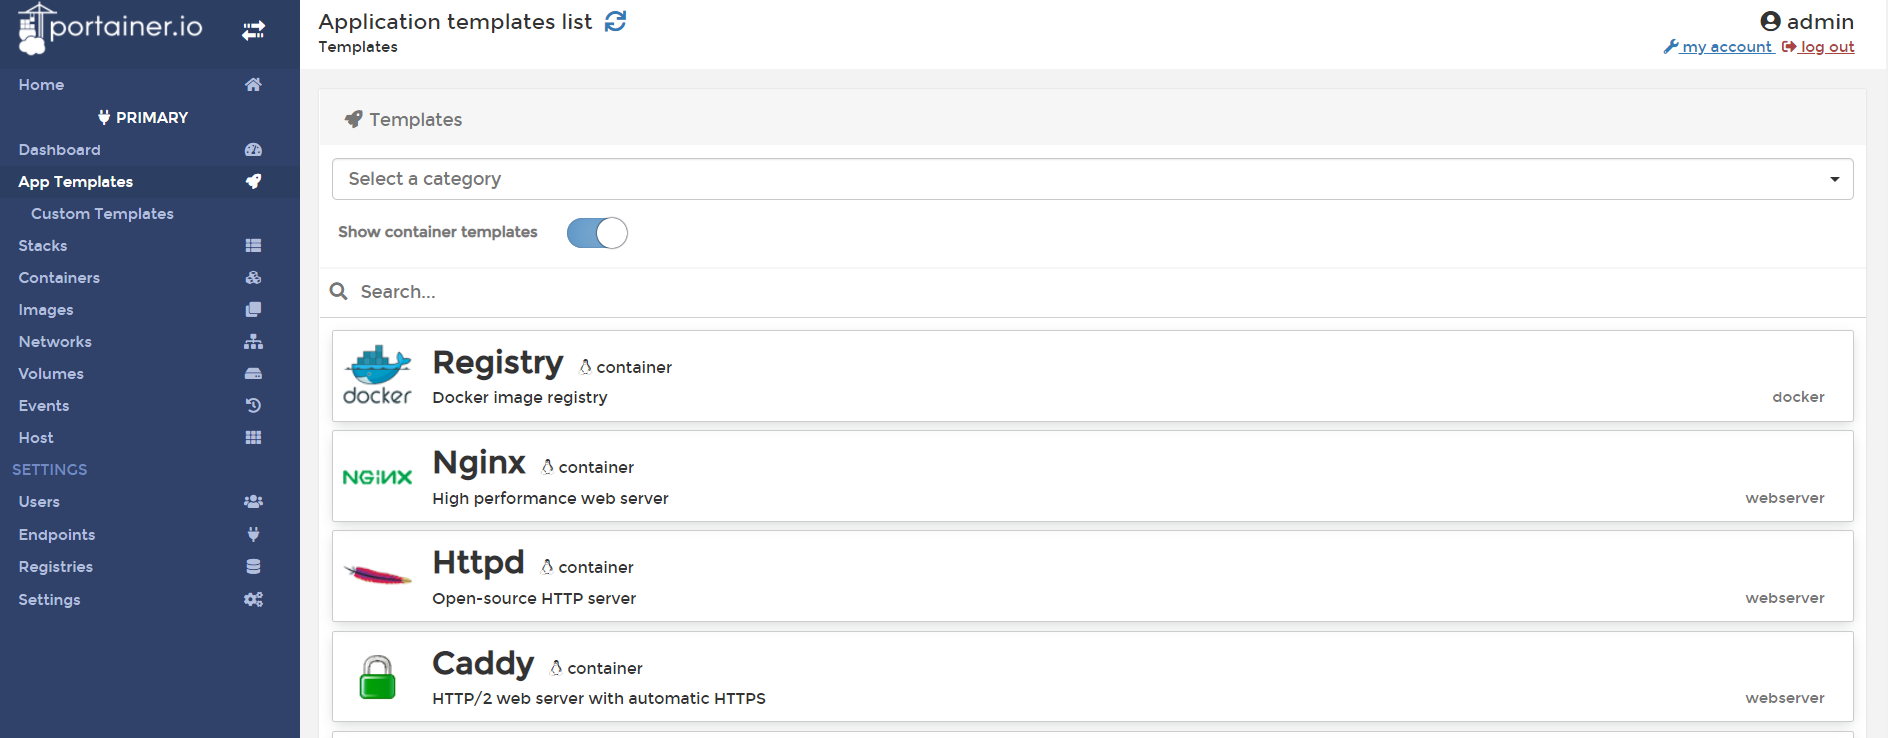 portainer.io
Home
PRIMARY
Dashboard
App Templates
Custom Templates
Stacks
Containers
Images
Networks
Volumes
Events
Host
SETTINGS
Users
Endpoints
Registries
Settings
Application templates list
Templates
admin
my account log out
Templates
Select a category
Show container templates
Search...
docker
Registry container
Docker image registry
docker
NGINX
Nginx container
High performance web server
webserver
Httpd container
Open-source HTTP server
webserver
Caddy container
HTTP/2 web server with automatic HTTPS
webserver